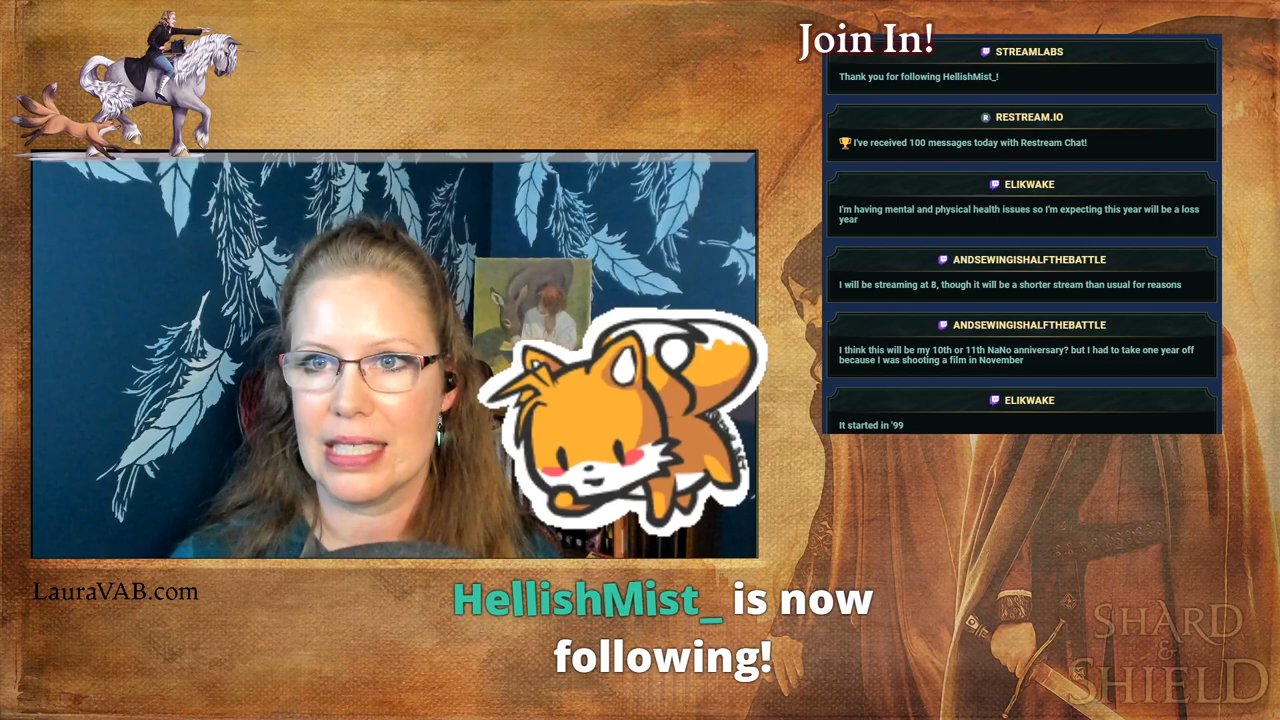 Join In!
STREAMLABS
Thank you for following HellishMist_!
RESTREAM.IO
I've received 100 messages today with Restream Chat!
ELIKWAKE
I'm having mental and physical health issues so I'm expecting this year will be a loss
year
ANDSEWINGISHALFTHEBATTLE
I will be streaming at 8, though it will be a shorter stream than usual for reasons
ANDSEWINGISHALFTHEBATTLE
I think this will be my 10th or 11th NaNo anniversary? but I had to take one year off
because I was shooting a film in November
ELIKWAKE
It started in '99
LauraVAB.com
HellishMist_ is now
following!
SHARD
&
SHIELD